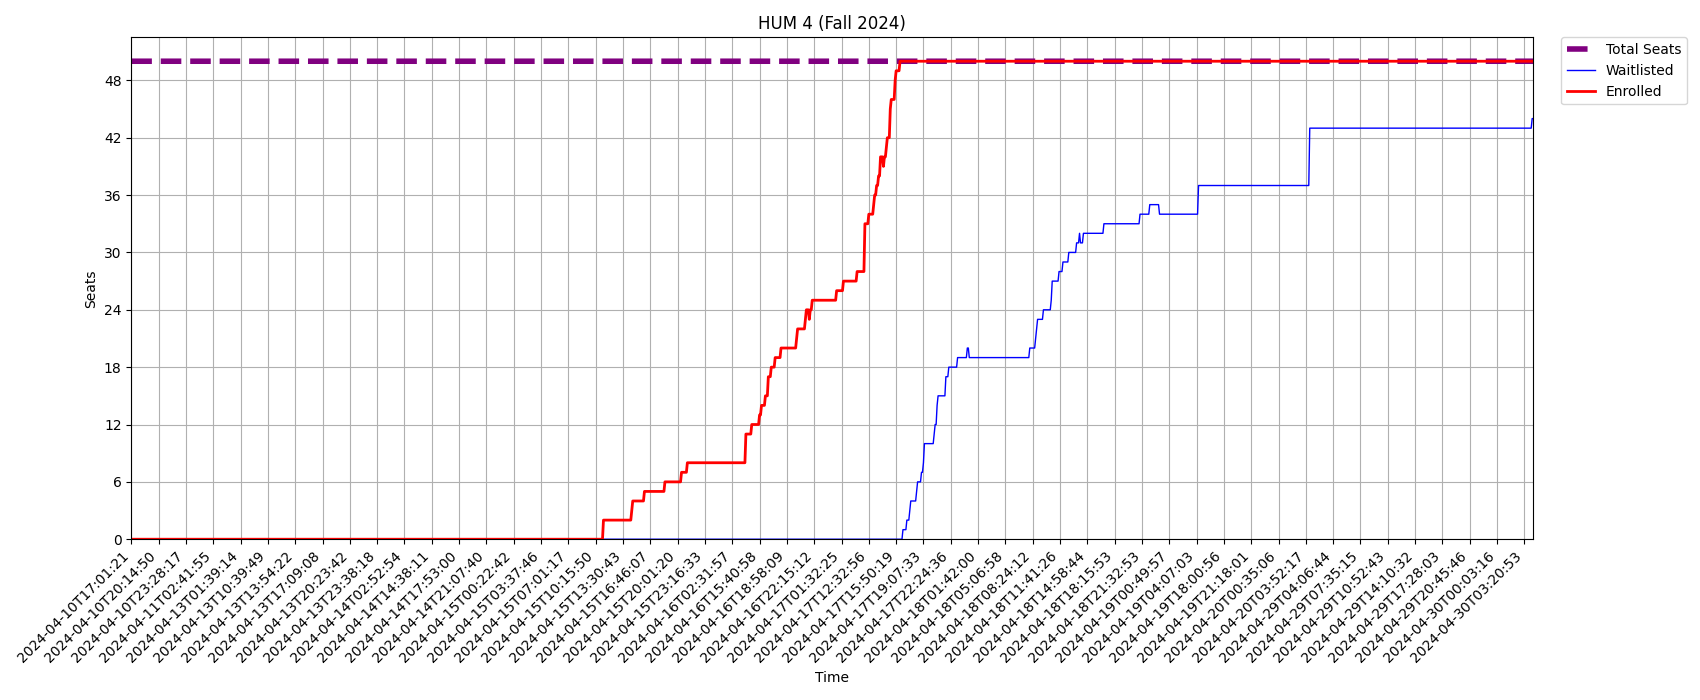 HUM 4 (Fall 2024)
Total Seats
Waitlisted
Enrolled
Seats
48
42
36
30
24
18
12
6
0
2024-04-10T17:01:21
2024-04-10T20:14:50
2024-04-10T23:28:17
2024-04-11T02:41:55
2024-04-13T01:39:14
2024-04-13T10:39:49
2024-04-13T13:54:22
2024-04-13T17:09:08
2024-04-13T20:23:42
2024-04-13T23:38:18
2024-04-14T02:52:54
2024-04-14T14:38:11
2024-04-14T17:53:00
2024-04-14T21:07:40
2024-04-15T00:22:42
2024-04-15T03:37:46
2024-04-15T07:01:17
2024-04-15T10:15:50
2024-04-15T13:30:43
2024-04-15T16:46:07
2024-04-15T20:01:20
2024-04-15T23:16:33
2024-04-16T02:31:57
2024-04-16T15:40:58
2024-04-16T18:58:09
2024-04-16T22:15:12
2024-04-17T01:32:25
2024-04-17T12:32:56
2024-04-17T15:50:19
2024-04-17T19:07:33
2024-04-17T22:24:36
2024-04-18T01:42:00
2024-04-18T05:06:58
2024-04-18T08:24:12
2024-04-18T11:41:26
2024-04-18T14:58:44
2024-04-18T18:15:53
2024-04-18T21:32:53
2024-04-19T00:49:57
2024-04-19T04:07:03
2024-04-19T18:00:56
2024-04-19T21:18:01
2024-04-20T00:35:06
2024-04-20T03:52:17
2024-04-29T04:06:44
2024-04-29T07:35:15
2024-04-29T10:52:43
2024-04-29T14:10:32
2024-04-29T17:28:03
2024-04-29T20:45:46
2024-04-30T00:03:16
2024-04-30T03:20:53
Time